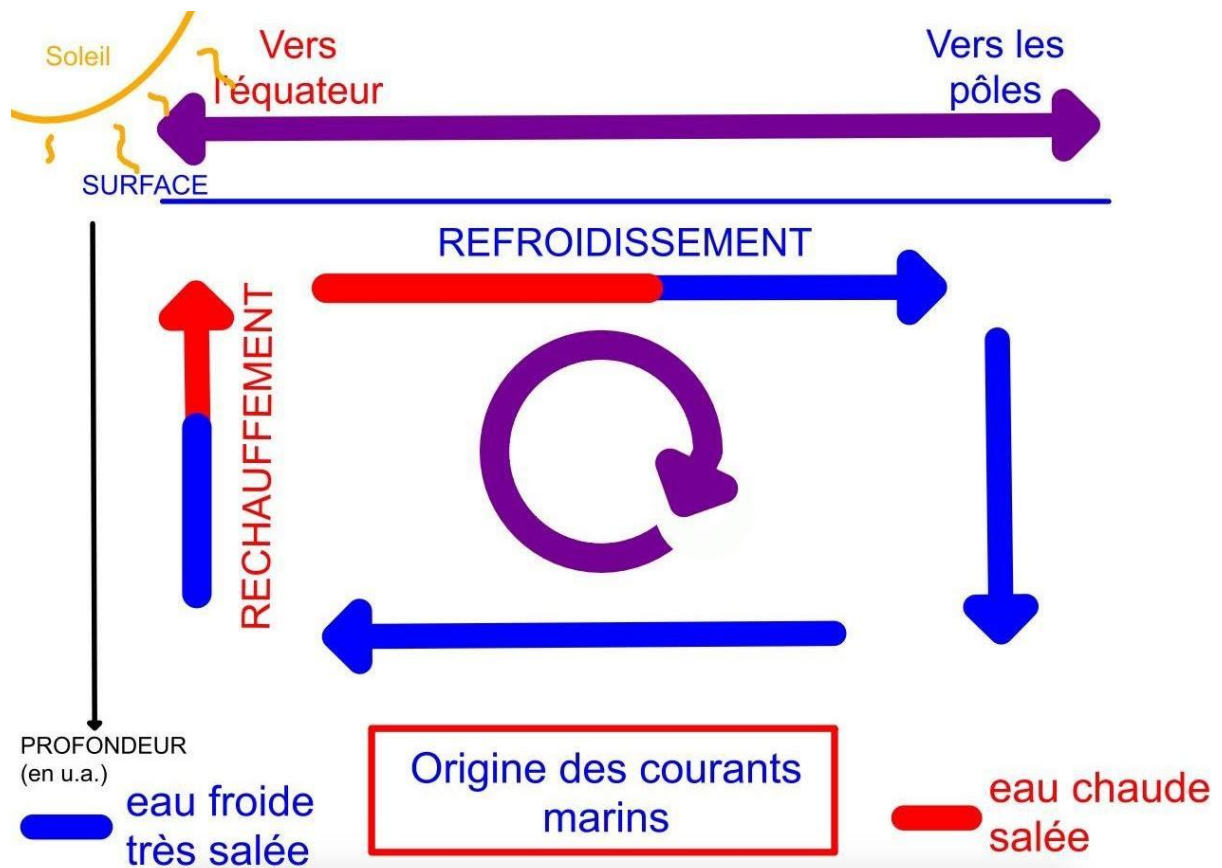 Soleil
Vers
l'équateur
Vers les
pôles
SURFACE
REFROIDISSEMENT
RECHAUFFEMENT
PROFONDEUR
(en u.a.)
eau froide
très salée
Origine des courants
marins
eau chaude
salée